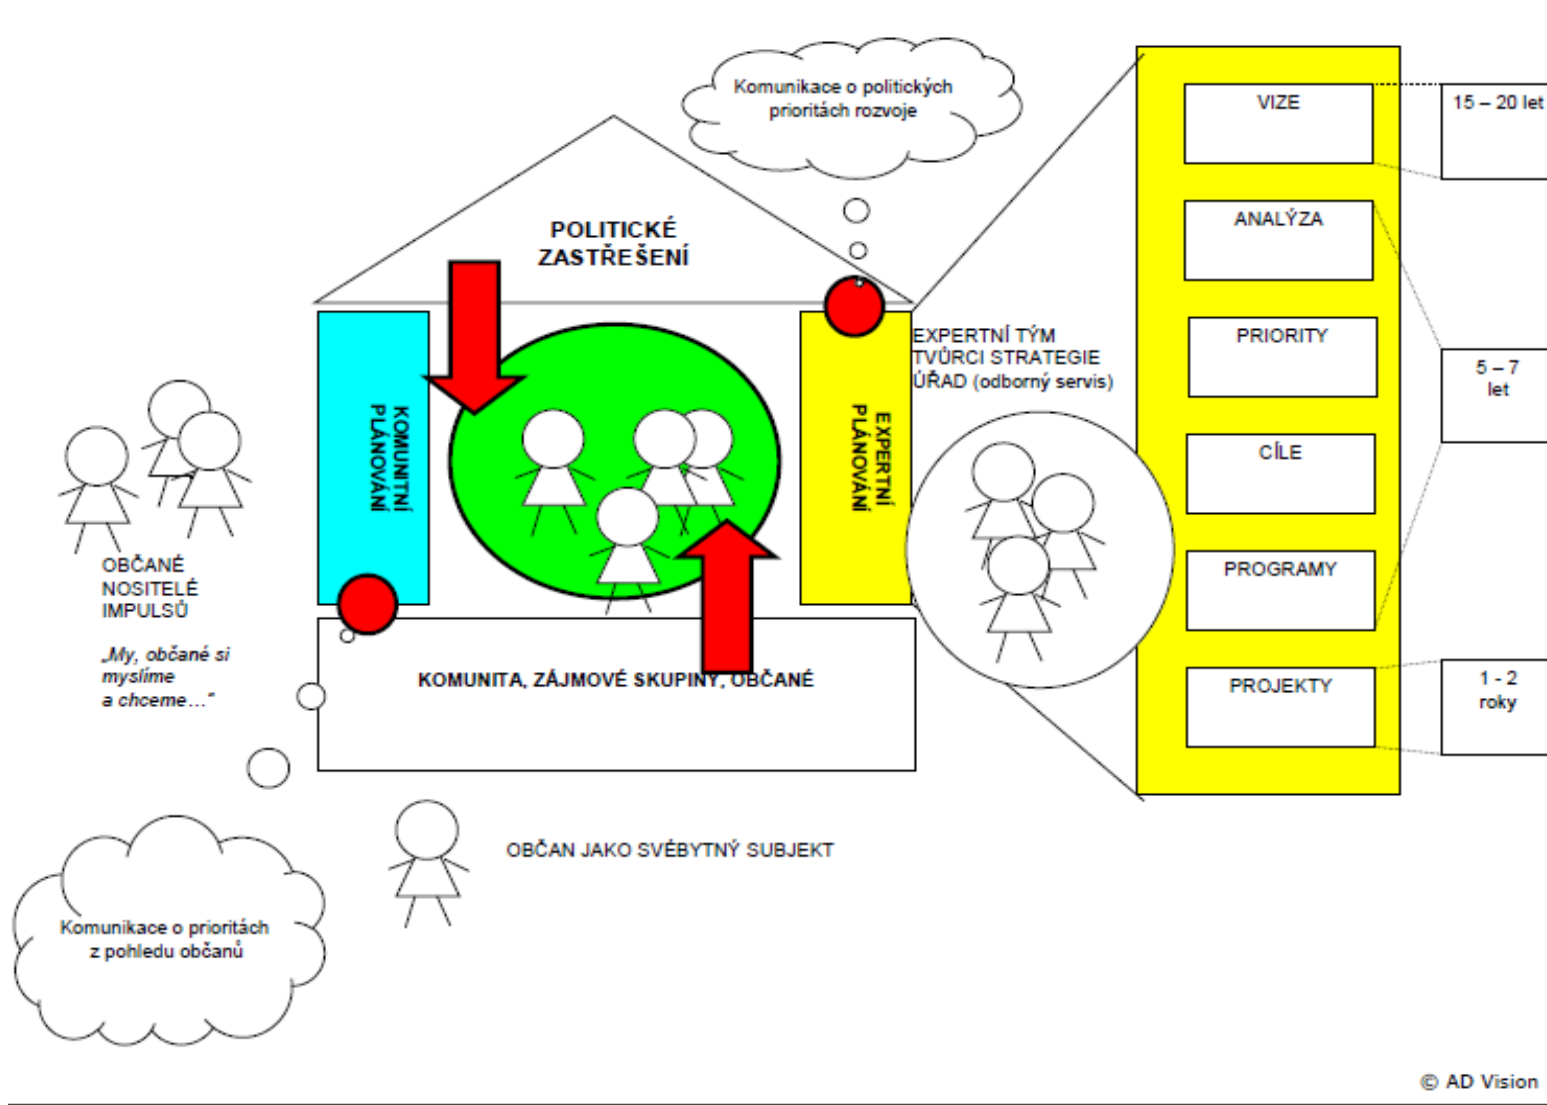 Komunikace o politických
prioritách rozvoje
POLITICKÉ
ZASTŘEŠENÍ
KOMUNITNÍ
PLÁNOVÁNÍ
EXPERTNÍ
PLÁNOVÁNÍ
EXPERTNÍ TÝM
TVŮRCI STRATEGIE
ÚŘAD (odborný servis)
OBČANÉ
NOSITELÉ
IMPULSŮ
„My, občané si
myslíme
a chceme…“
KOMUNITA, ZÁJMOVÉ SKUPINY, OBČANÉ
OBČAN JAKO SVÉBYTNÝ SUBJEKT
Komunikace o prioritách
z pohledu občanů
VIZE
ANALÝZA
PRIORITY
CÍLE
PROGRAMY
PROJEKTY
15 – 20 let
5 – 7
let
1 - 2
roky
© AD Vision